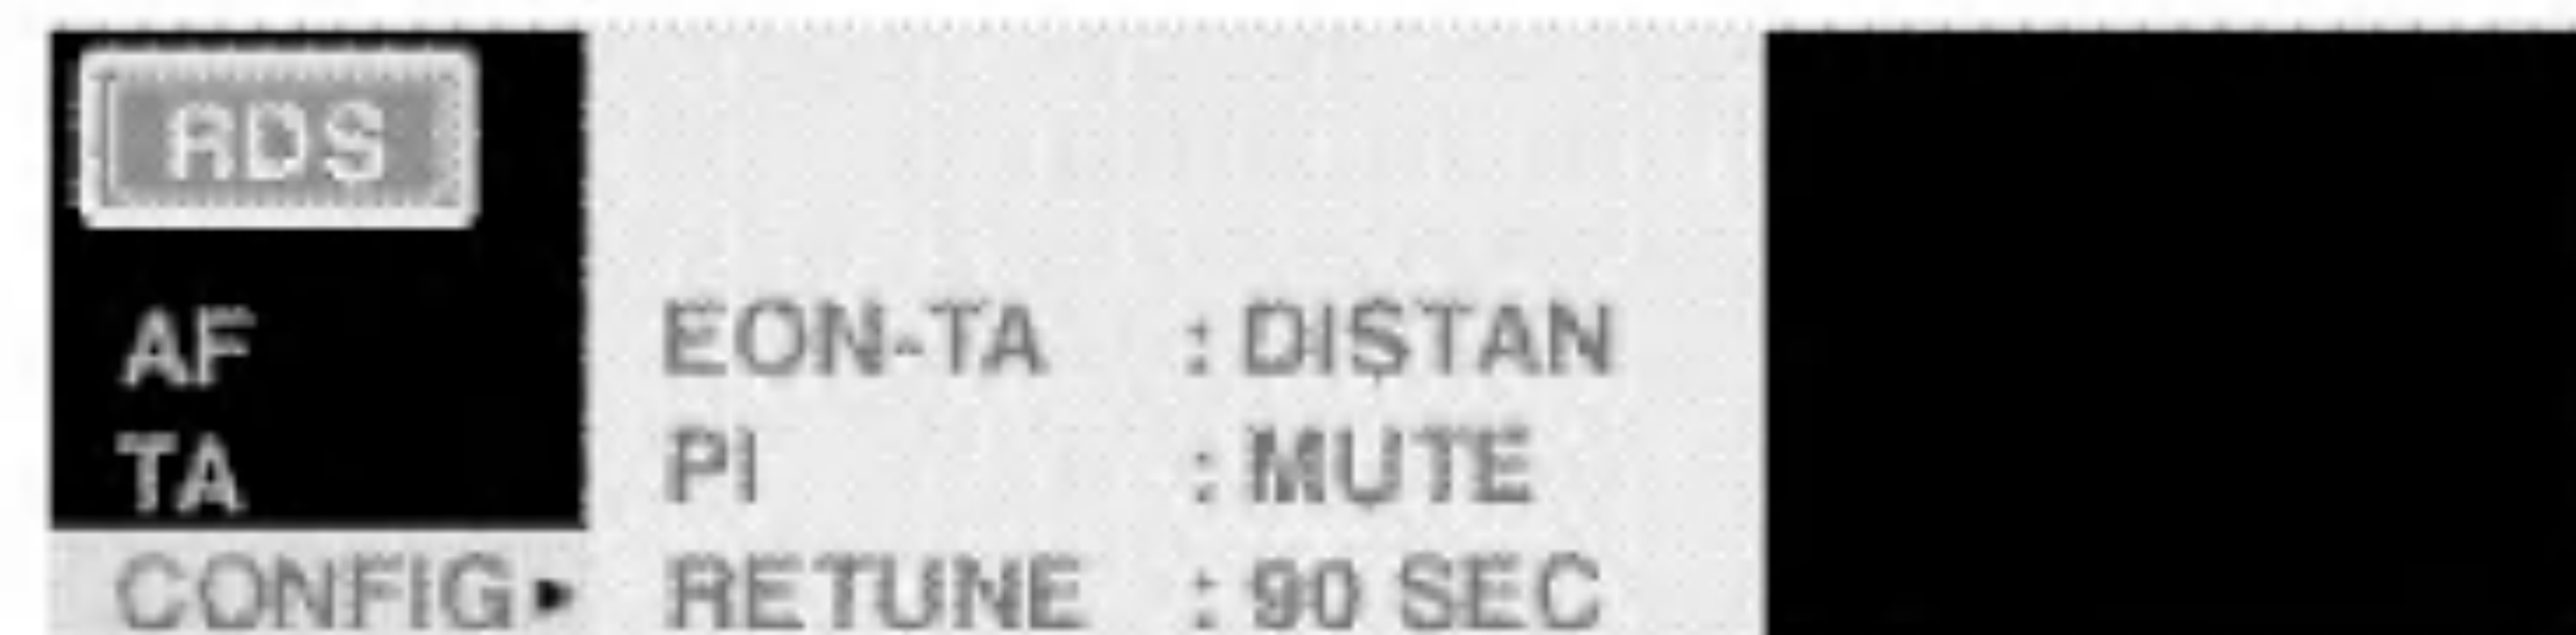 RDS
AF EON-TA : DISTAN
TA PI : MUTE
CONFIG RETUNE : 90 SEC